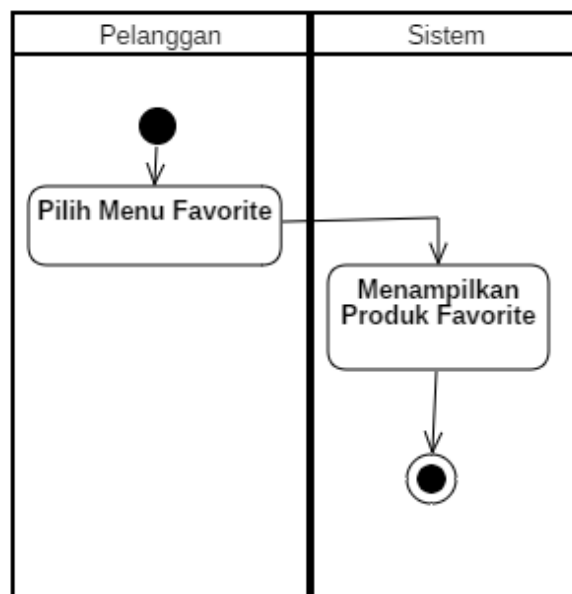 Pelanggan
Sistem
Pilih Menu Favorite
Menampilkan
Produk Favorite